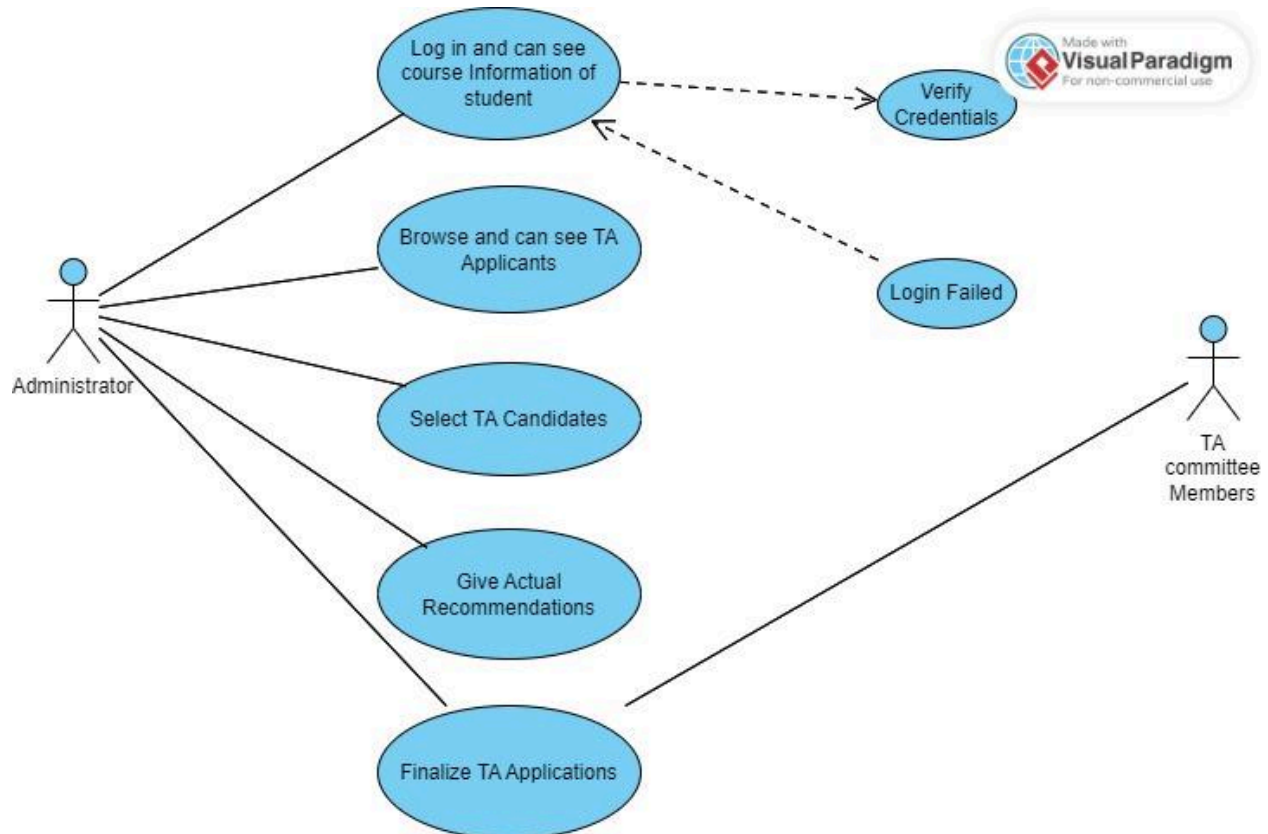 Log in and can see
course Information of
student
Made with
Visual Paradigm
For non-commercial use
Verify
Credentials
Browse and can see TA
Applicants
Login Failed
Administrator
Select TA Candidates
TA
committee
Members
Give Actual
Recommendations
Finalize TA Applications